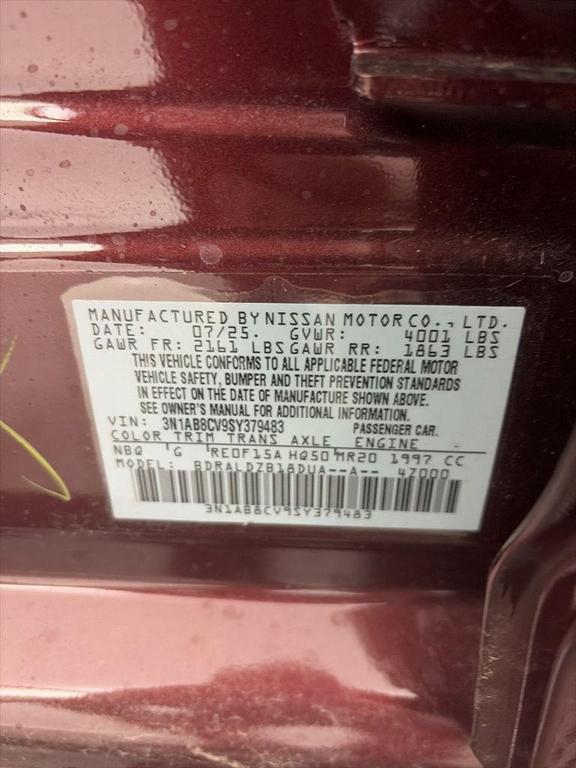 MANUFACTURED BY NISSAN MOTOR CO., LTD.
DATE: 07/25. GVWR: 4001 LBS
GAWR FR: 2161 LBS GAWR RR: 1863 LBS
THIS VEHICLE CONFORMS TO ALL APPLICABLE FEDERAL MOTOR
VEHICLE SAFETY, BUMPER AND THEFT PREVENTION STANDARDS
IN EFFECT ON THE DATE OF MANUFACTURE SHOWN ABOVE.
SEE OWNER'S MANUAL FOR ADDITIONAL INFORMATION
VIN: 3N1AB8CV9SY379483 PASSENGER CAR.
COLOR TRIM TRANS AXLE ENGINE
NBQ G RE0F15A HQ50 MR20 1997 CC
MODEL BDRALDZB18DUA--A-- 47000
3N1AB8CV9SY379483